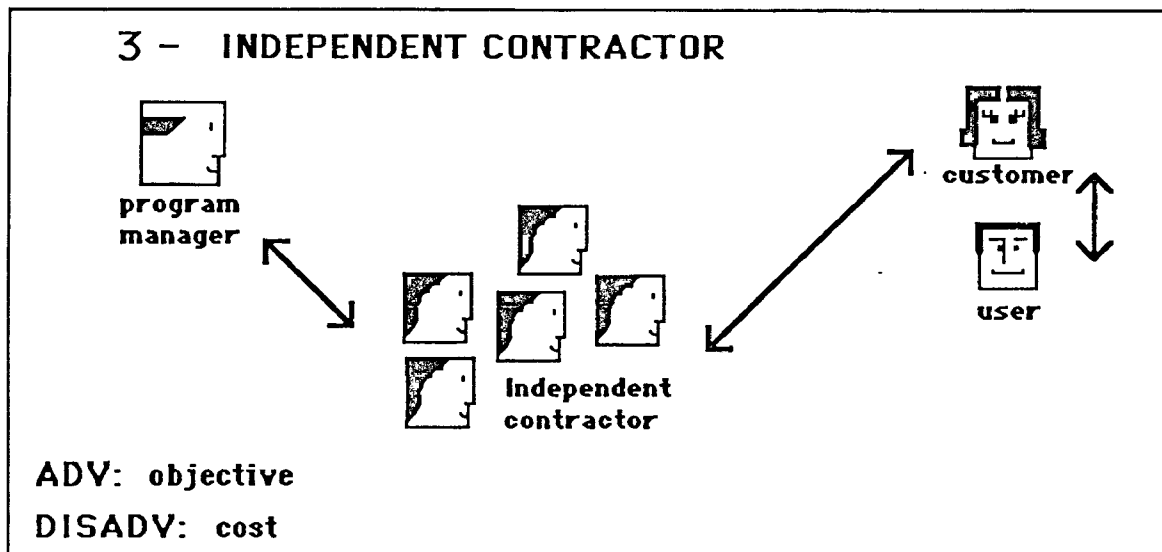 3 - INDEPENDENT CONTRACTOR
program
manager
customer
user
Independent
contractor
ADV: objective
DISADV: cost